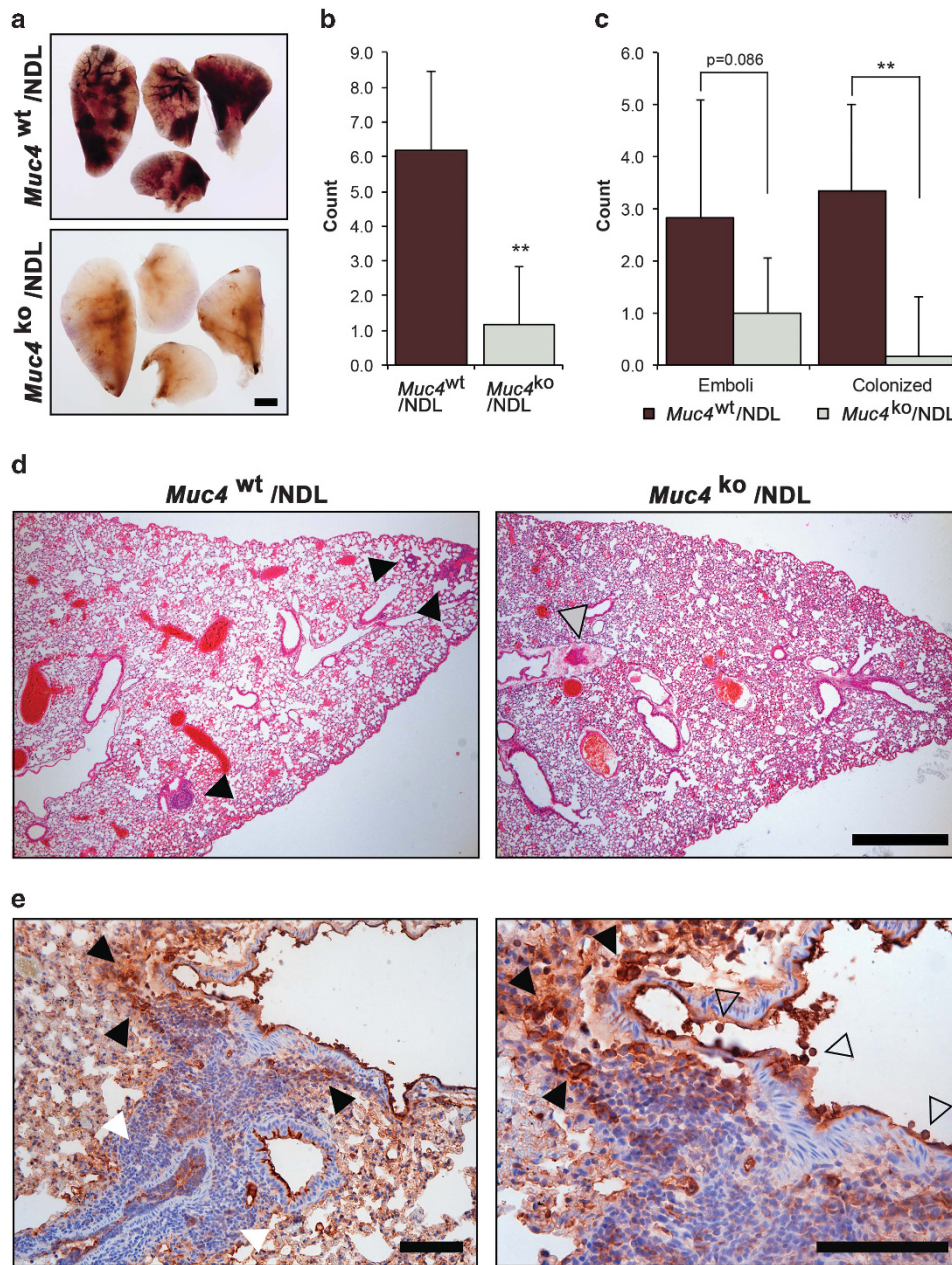 a
Muc4 wt /NDL
Muc4 ko /NDL
b
Count
9.0
8.0
7.0
6.0
5.0
4.0
3.0
2.0
1.0
0.0
**
Muc4wt /NDL
Muc4ko /NDL
c
Count
6.0
5.0
4.0
3.0
2.0
1.0
0.0
p=0.086
**
Emboli
Colonized
Muc4wt/NDL
Muc4ko/NDL
d
Muc4 wt /NDL
Muc4 ko /NDL
e